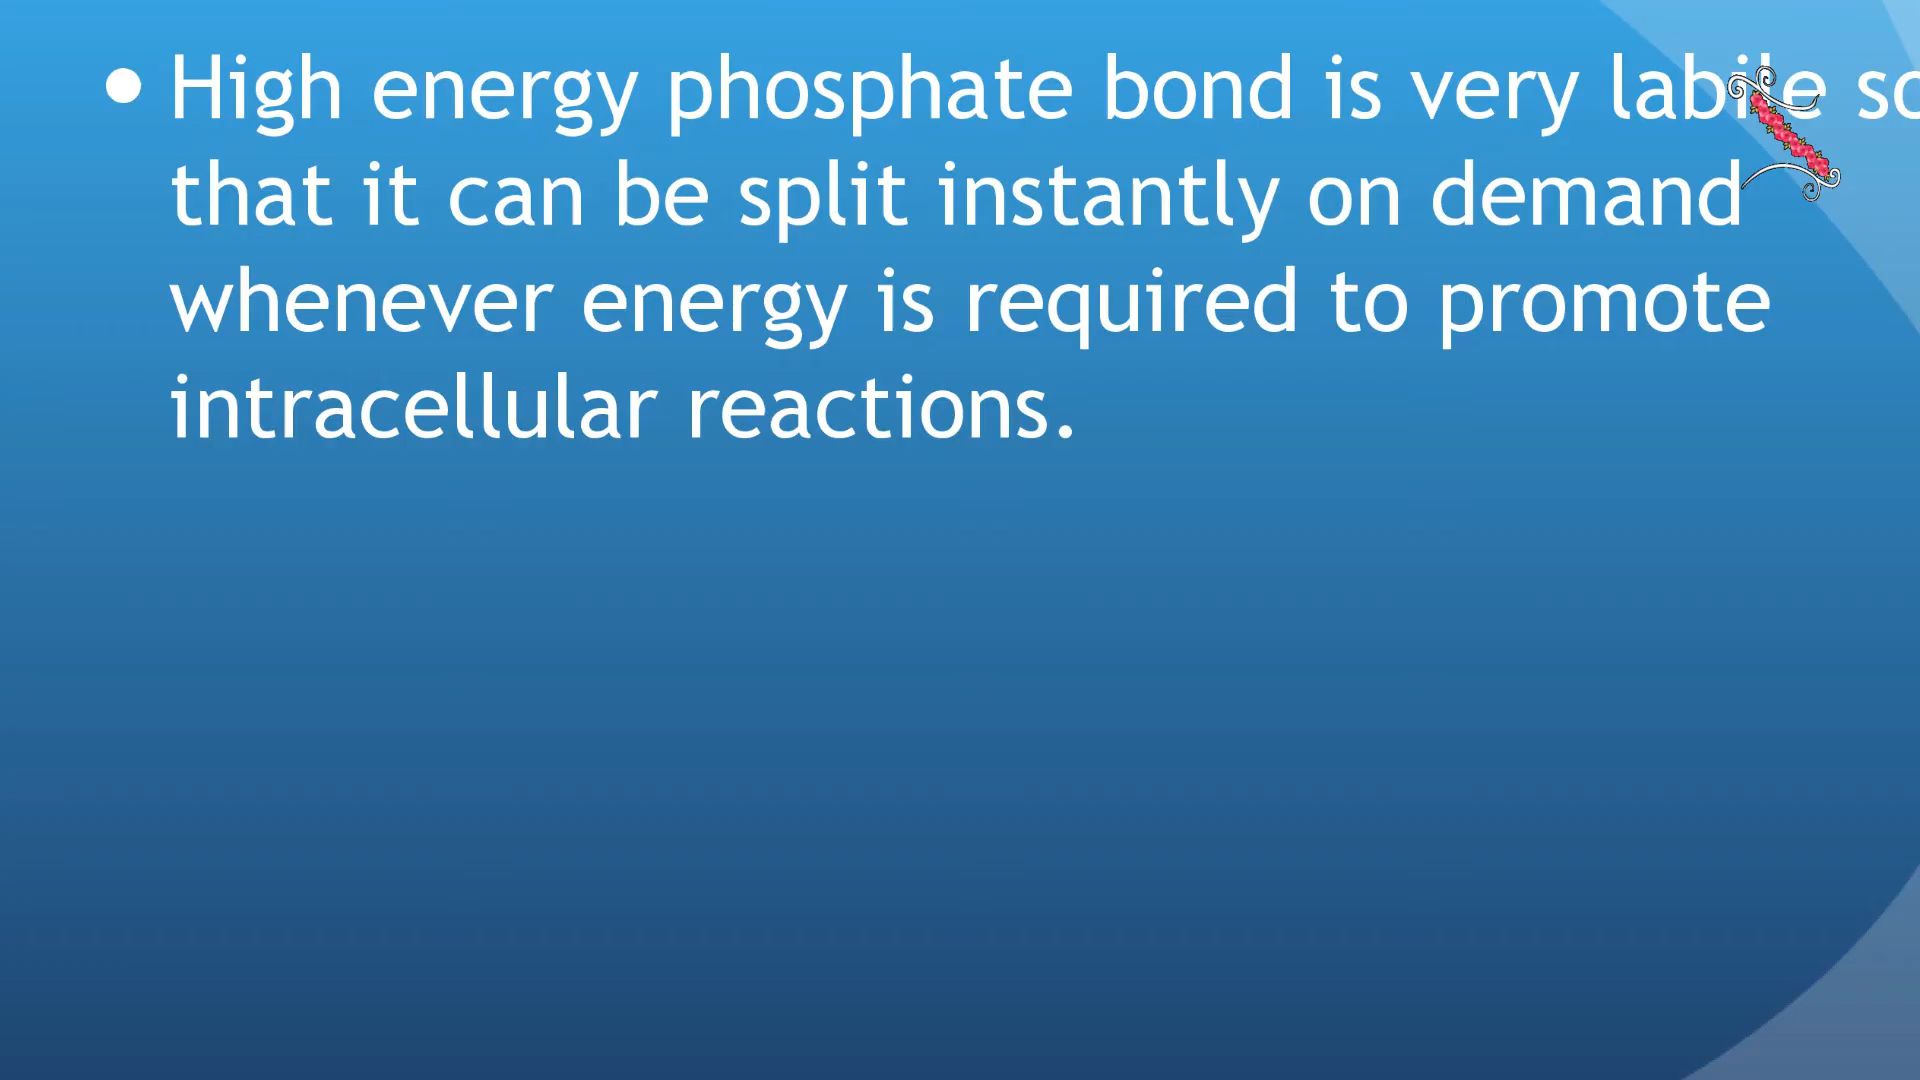 • High energy phosphate bond is very labile so
that it can be split instantly on demand
whenever energy is required to promote
intracellular reactions.